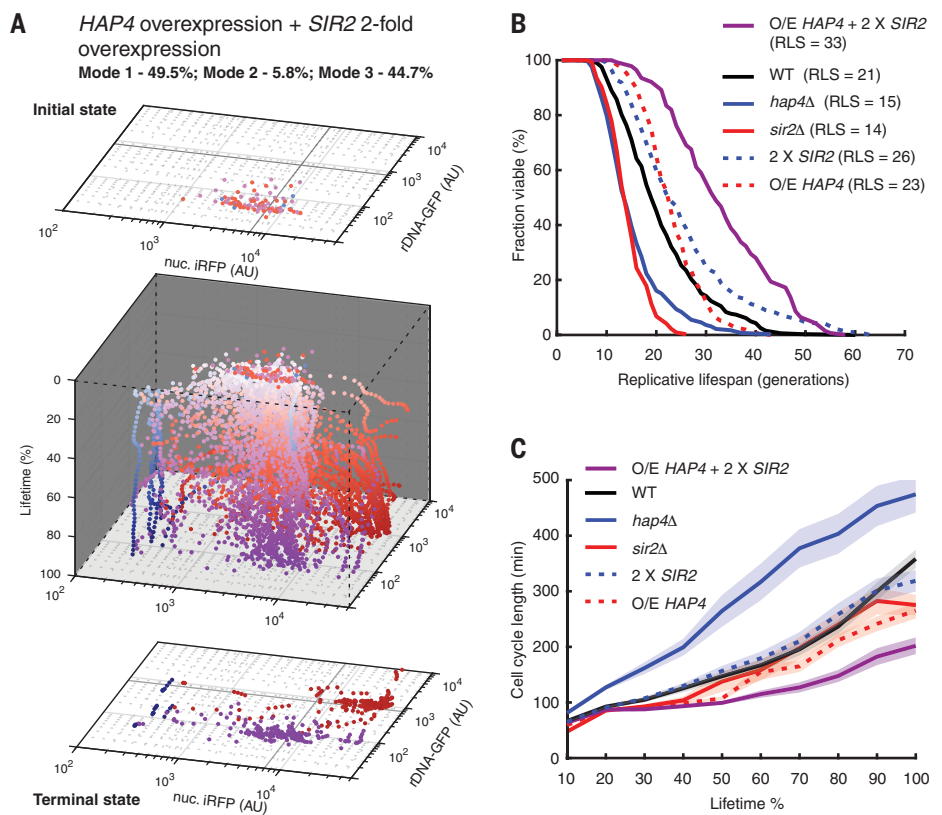 A
HAP4 overexpression + SIR2 2-fold
overexpression
Mode 1 - 49.5%; Mode 2 - 5.8%; Mode 3 - 44.7%
Initial state
10^4
10^3
10^2
rDNA-GFP (AU)
10^2
10^3
10^4
nuc. iRFP (AU)
0
20
40
60
80
100
Lifetime (%)
10^2
10^4
10^4
10^3
10^2
10^4
10^3
10^2
rDNA-GFP (AU)
10^2
10^3
10^4
nuc. iRFP (AU)
Terminal state
B
O/E HAP4 + 2 X SIR2
(RLS = 33)
WT (RLS = 21)
hap4Δ (RLS = 15)
sir2Δ (RLS = 14)
2 X SIR2 (RLS = 26)
O/E HAP4 (RLS = 23)
100
80
60
40
20
0
Fraction viable (%)
0 10 20 30 40 50 60 70
Replicative lifespan (generations)
C
O/E HAP4 + 2 X SIR2
WT
hap4Δ
sir2Δ
2 X SIR2
O/E HAP4
500
400
300
200
100
0
Cell cycle length (min)
10 20 30 40 50 60 70 80 90 100
Lifetime %